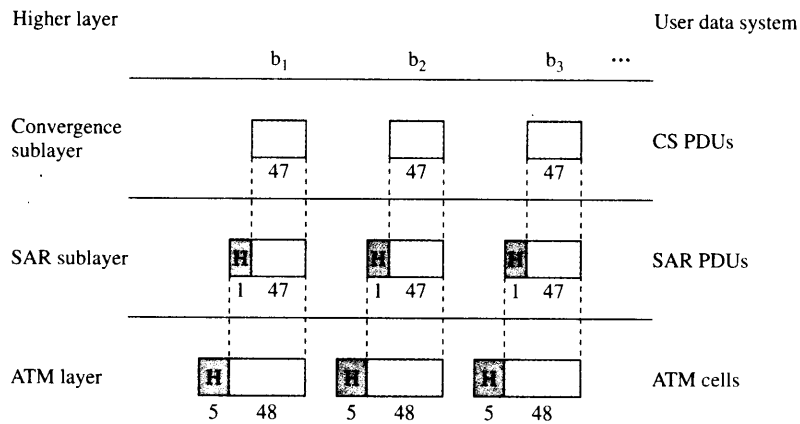 Higher layer
User data system
b1 b2 b3 ...
Convergence sublayer
CS PDUs
47 47 47
SAR sublayer
H H H
SAR PDUs
1 47 1 47 1 47
ATM layer
H H H
ATM cells
5 48 5 48 5 48